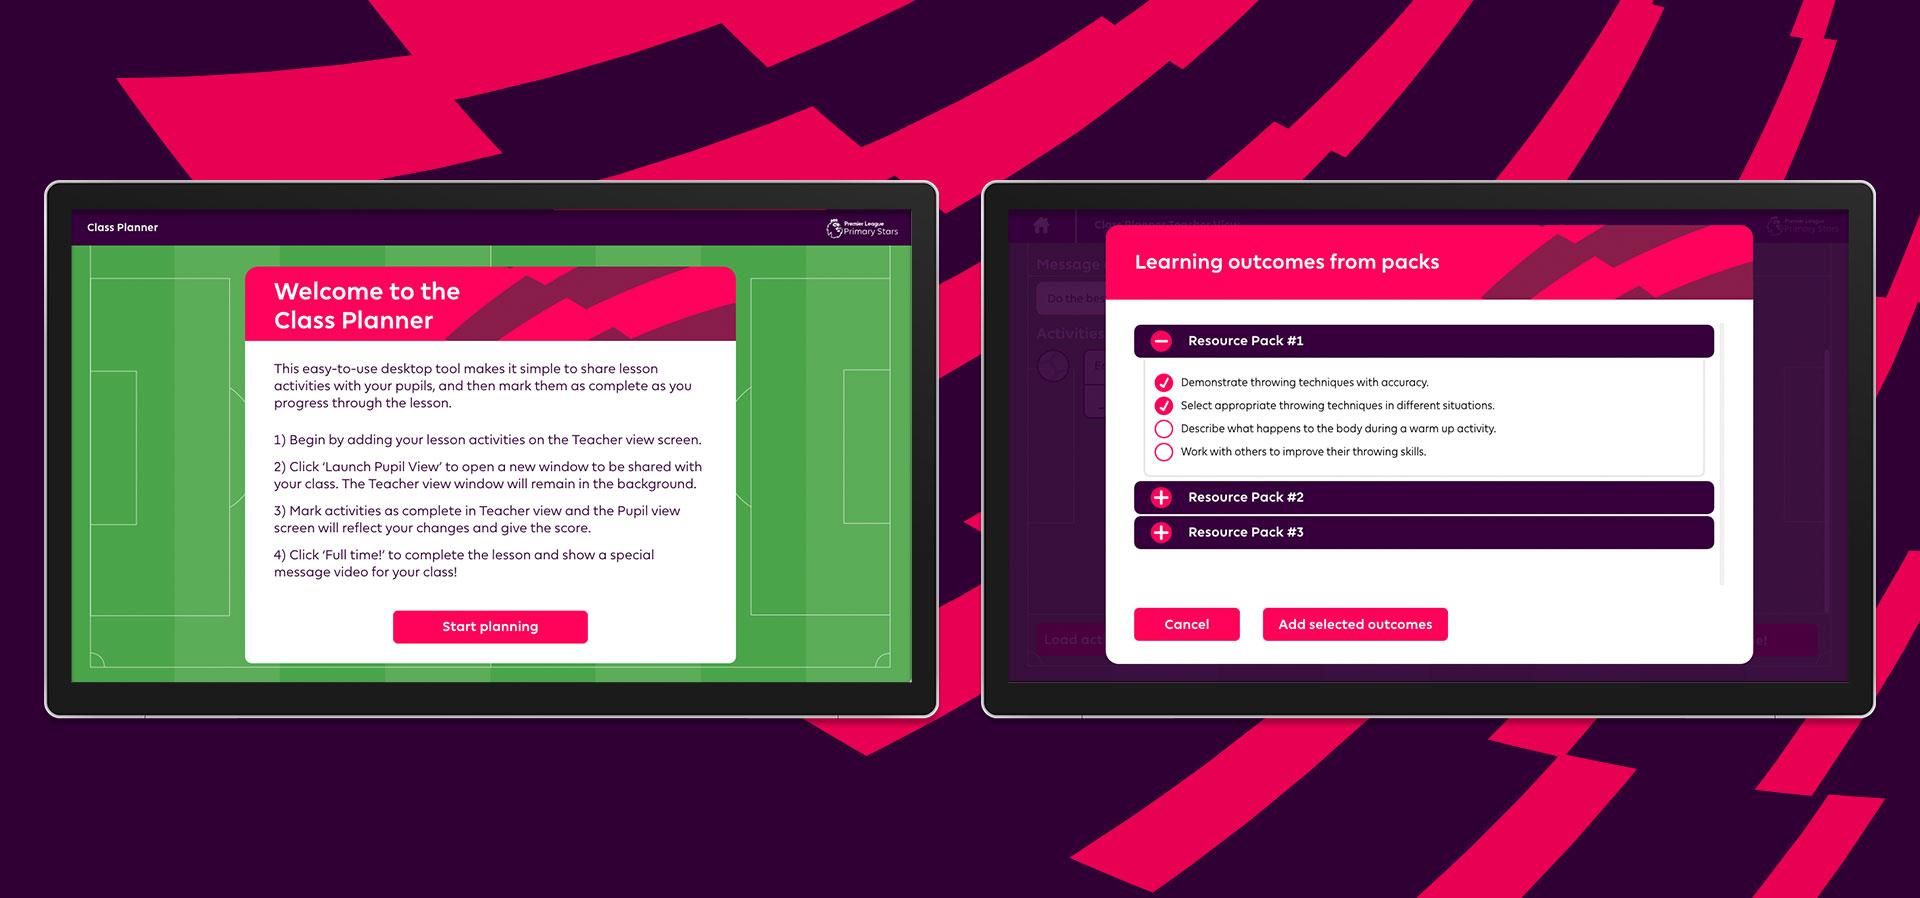 Class Planner
Premier League
Primary Stars
Welcome to the
Class Planner
This easy-to-use desktop tool makes it simple to share lesson
activities with your pupils, and then mark them as complete as you
progress through the lesson.
1) Begin by adding your lesson activities on the Teacher view screen.
2) Click ‘Launch Pupil View’ to open a new window to be shared with
your class. The Teacher view window will remain in the background.
3) Mark activities as complete in Teacher view and the Pupil view
screen will reflect your changes and give the score.
4) Click ‘Full time!’ to complete the lesson and show a special
message video for your class!
Start planning
Class Planner Teacher View
Premier League
Primary Stars
Message
Do the bes
Activities
Load act
Learning outcomes from packs
Resource Pack #1
Demonstrate throwing techniques with accuracy.
Select appropriate throwing techniques in different situations.
Describe what happens to the body during a warm up activity.
Work with others to improve their throwing skills.
Resource Pack #2
Resource Pack #3
Cancel
Add selected outcomes